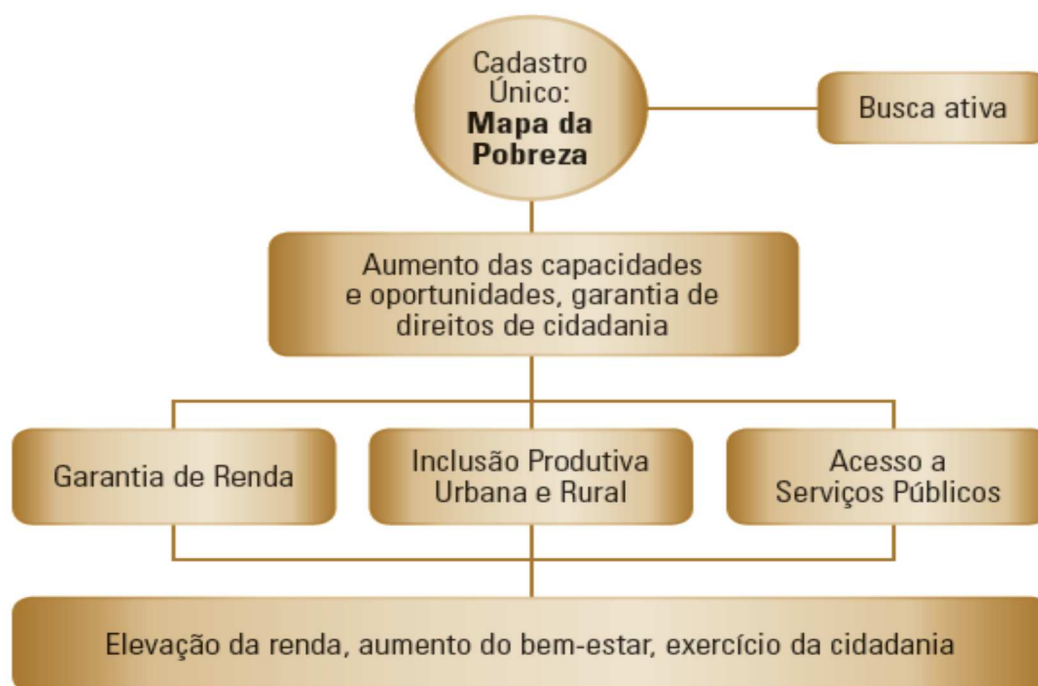 Cadastro
Único:
Mapa da
Pobreza
Busca ativa
Aumento das capacidades
e oportunidades, garantia de
direitos de cidadania
Garantia de Renda
Inclusão Produtiva
Urbana e Rural
Acesso a
Serviços Públicos
Elevação da renda, aumento do bem-estar, exercício da cidadania